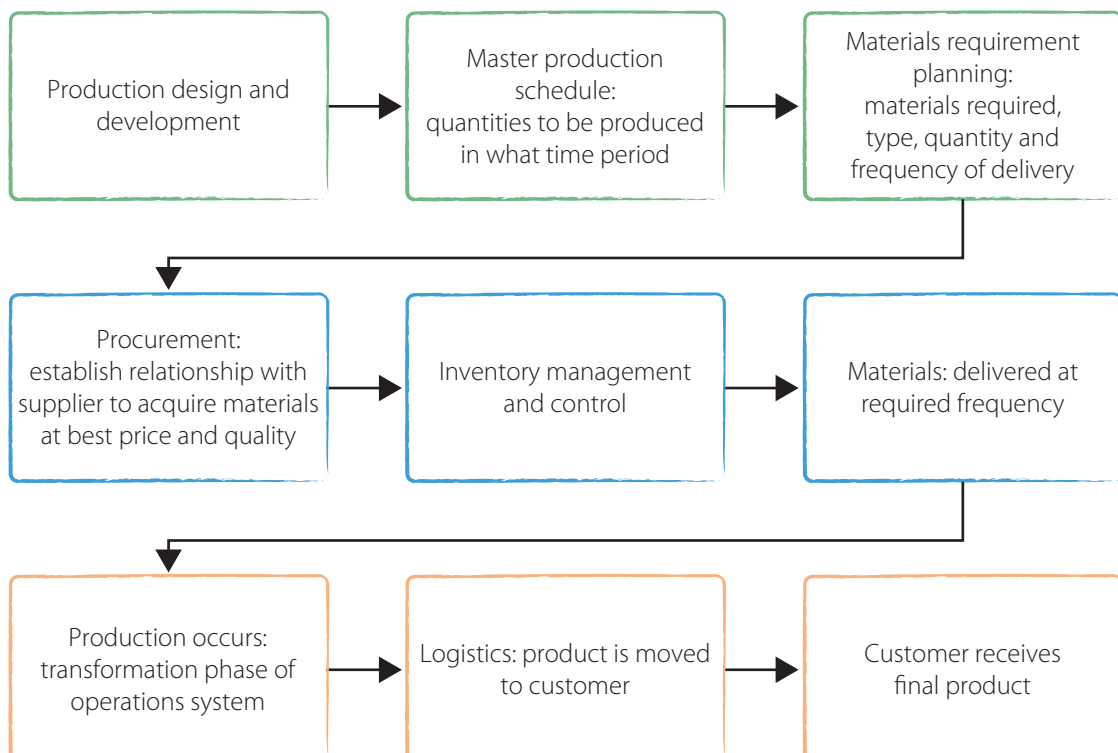 Production design and
development
Master production
schedule:
quantities to be produced
in what time period
Materials requirement
planning:
materials required,
type, quantity and
frequency of delivery
Procurement:
establish relationship with
supplier to acquire materials
at best price and quality
Inventory management
and control
Materials: delivered at
required frequency
Production occurs:
transformation phase of
operations system
Logistics: product is moved
to customer
Customer receives
final product